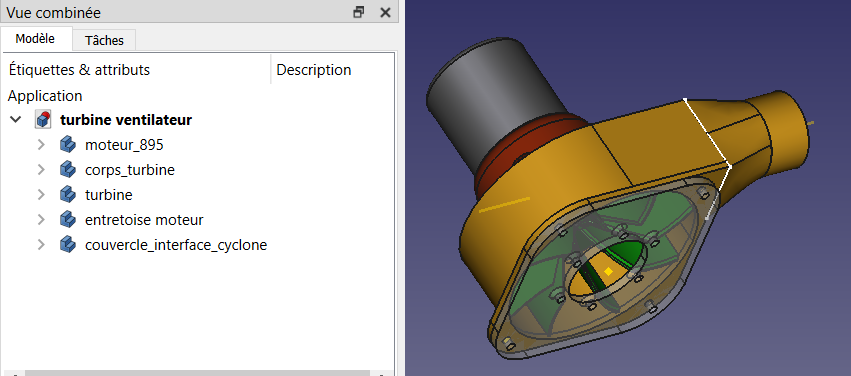 Vue combinée
Modèle
Tâches
Étiquettes & attributs
Description
Application
turbine ventilateur
moteur_895
corps_turbine
turbine
entretoise moteur
couvercle_interface_cyclone